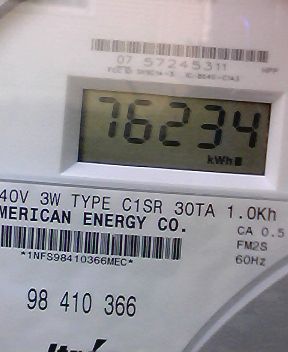 07 57245311
NPP
76234
kWh
40V 3W TYPE C1SR 30TA 1.0Kh
MERICAN ENERGY CO.
CA 0.5
FM2S
60Hz
*1NFS98410366MEC*
98 410 366